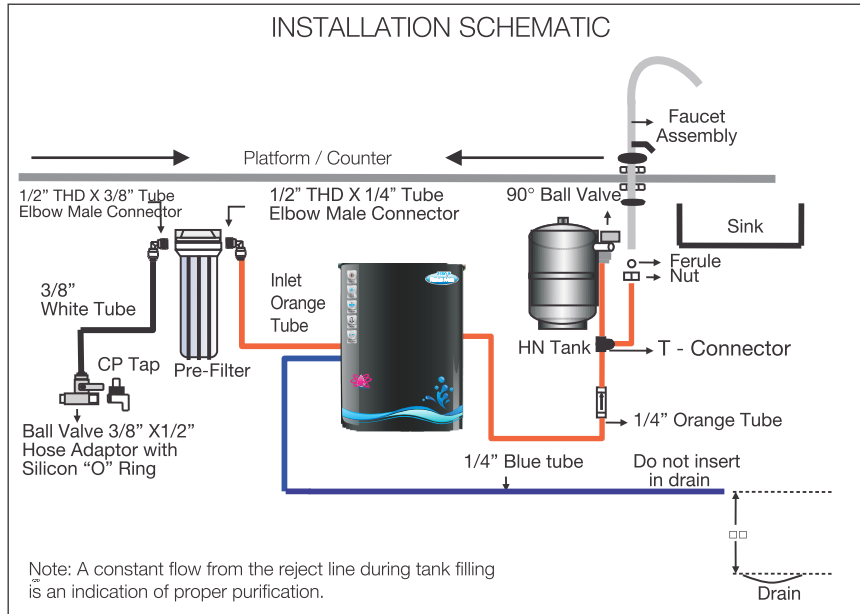 INSTALLATION SCHEMATIC
Faucet
Assembly
Platform / Counter
1/2” THD X 3/8” Tube
Elbow Male Connector
1/2” THD X 1/4” Tube
Elbow Male Connector
90° Ball Valve
Sink
Ferule
Nut
Inlet
Orange
Tube
3/8”
White Tube
HN Tank
T - Connector
CP Tap
Pre-Filter
1/4” Orange Tube
Ball Valve 3/8” X1/2”
Hose Adaptor with
Silicon “O” Ring
1/4” Blue tube
Do not insert
in drain
Note: A constant flow from the reject line during tank filling
is an indication of proper purification.
Drain